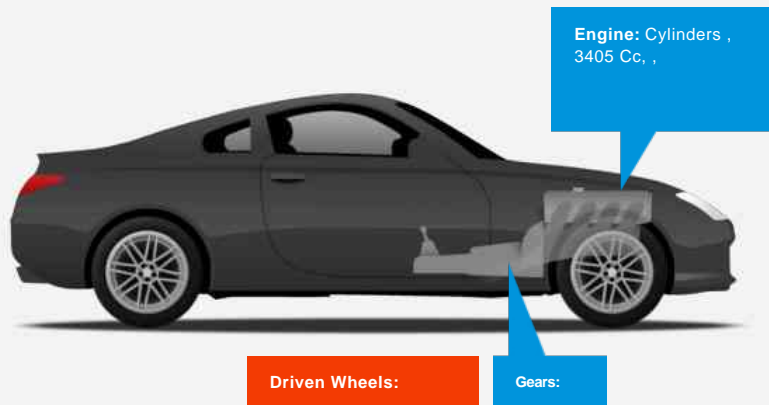 Engine: Cylinders ,
3405 Cc, ,
Driven Wheels:
Gears: